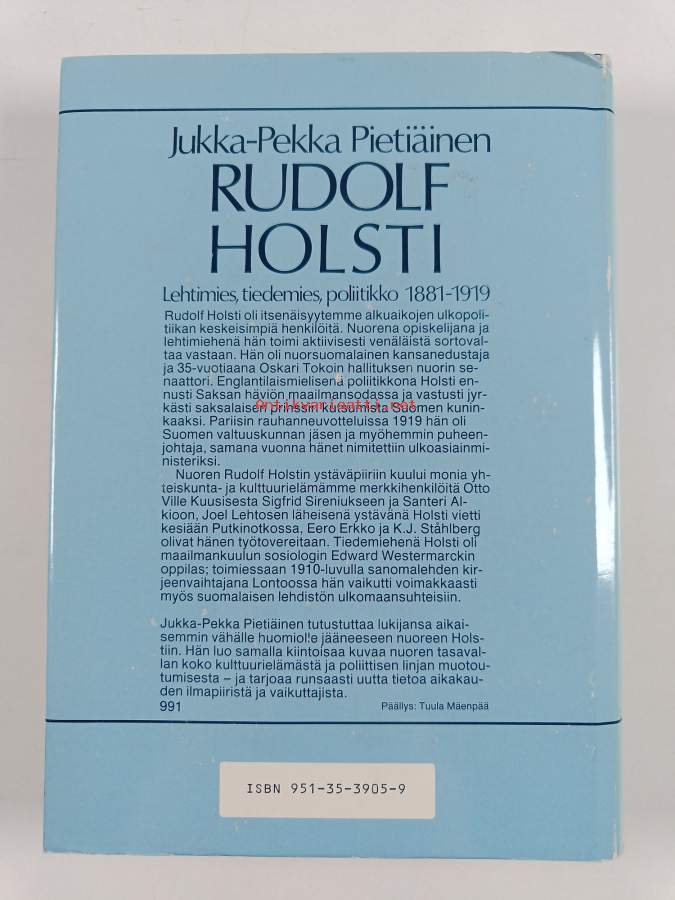 Jukka-Pekka Pietiäinen
RUDOLF
HOLSTI
Lehtimies, tiedemies, poliitikko 1881-1919
Rudolf Holsti oli itsenäisyytemme alkuaikojen ulkopoli-
tiikan keskeisimpiä henkilöitä. Nuorena opiskelijana ja
lehtimiehenä hän toimi aktiivisesti venäläistä sortoval-
taa vastaan. Hän oli nuorsuomalainen kansanedustaja
ja 35-vuotiaana Oskari Tokoin hallituksen nuorin se-
naattori. Englantilaismielisenä poliitikkona Holsti en-
nusti Saksan häviön maailmansodassa ja vastusti jyr-
kästi saksalaisen prinssin kutsumista Suomen kunin-
Antikvariaatti.net
kaaksi. Pariisin rauhanneuvotteluissa 1919 hän oli
Suomen valtuuskunnan jäsen ja myöhemmin puheen-
johtaja, samana vuonna hänet nimitettiin ulkoasiainmi-
nisteriksi.
Nuoren Rudolf Holstin ystäväpiiriin kuului monia yh-
teiskunta- ja kulttuurielämämme merkkihenkilöitä Otto
Ville Kuusisesta Sigfrid Sireniukseen ja Santeri Al-
kioon, Joel Lehtosen läheisenä ystävänä Holsti vietti
kesiään Putkinotkossa, Eero Erkko ja K.J. Ståhlberg
olivat hänen työtovereitaan. Tiedemiehenä Holsti oli
maailmankuulun sosiologin Edward Westermarckin
oppilas; toimiessaan 1910-luvulla sanomalehden kir-
jeenvaihtajana Lontoossa hän vaikutti voimakkaasti
myös suomalaisen lehdistön ulkomaansuhteisiin.
Jukka-Pekka Pietiäinen tutustuttaa lukijansa aikai-
semmin vähälle huomiolle jääneeseen nuoreen Hols-
tiin. Hän luo samalla kiintoisaa kuvaa nuoren tasaval-
lan koko kulttuurielämästä ja poliittisen linjan muotou-
tumisesta – ja tarjoaa runsaasti uutta tietoa aikakau-
den ilmapiiristä ja vaikuttajista.
991 Päällys: Tuula Mäenpää
ISBN 951-35-3905-9